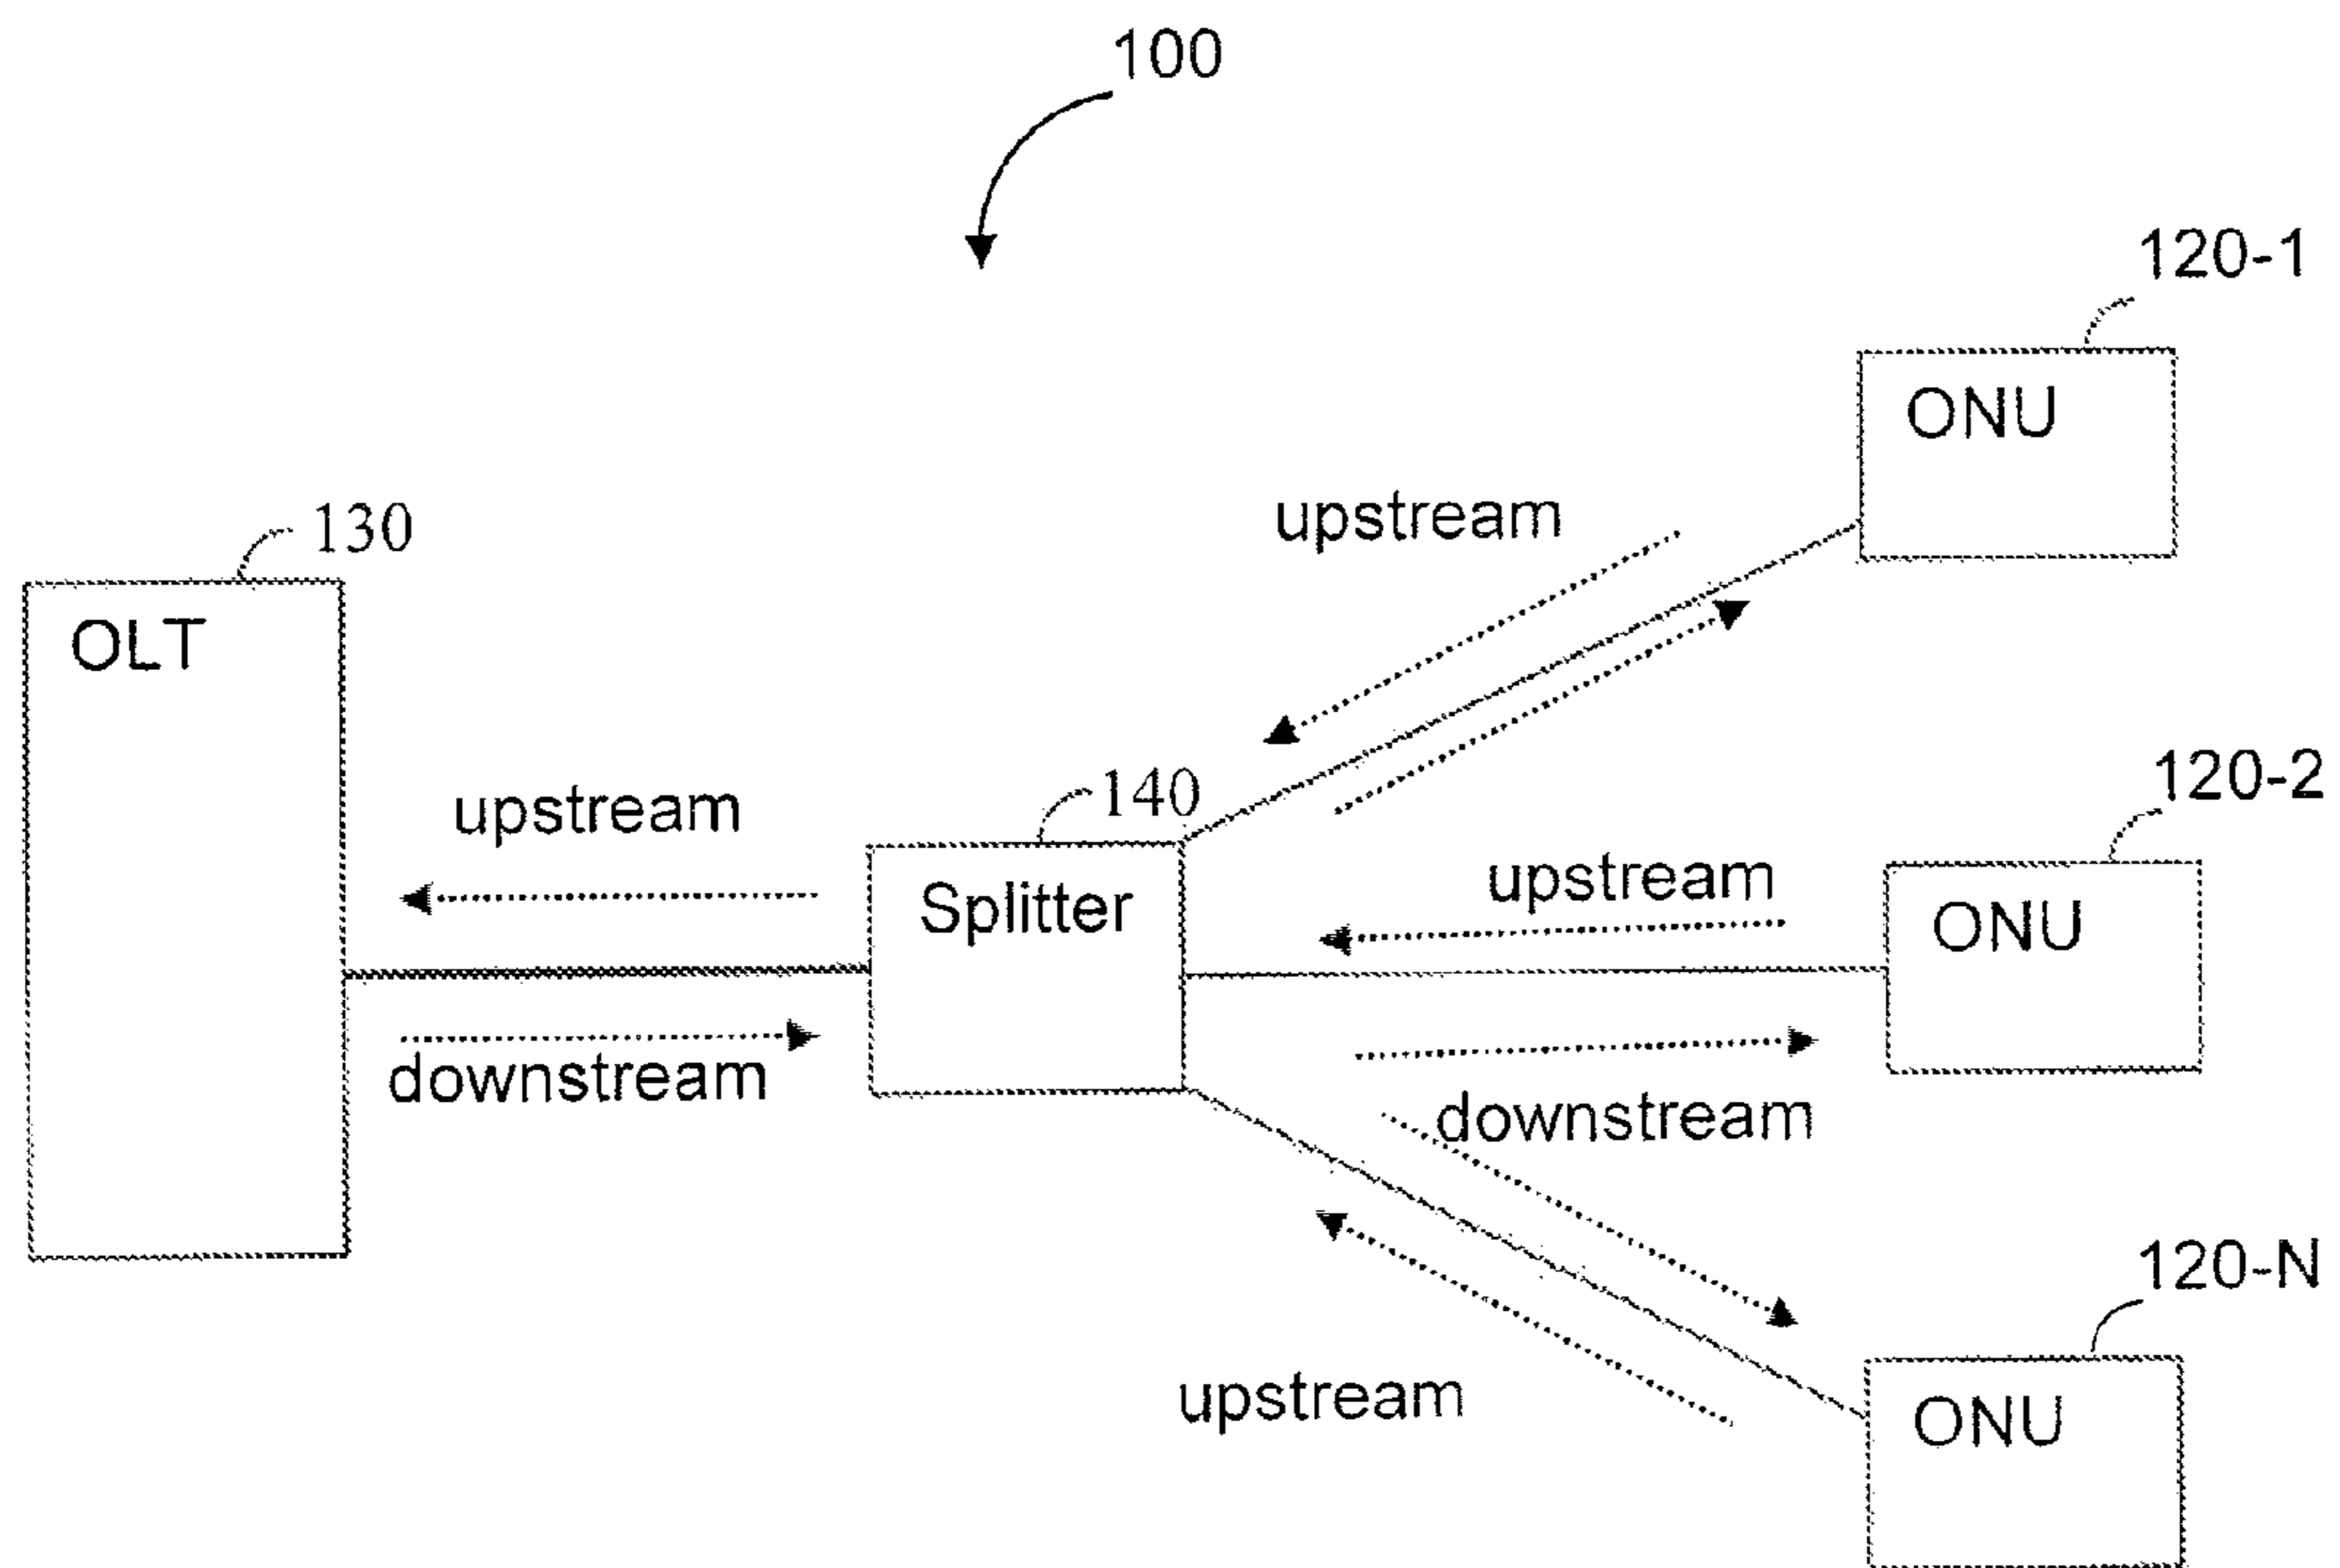 100
120-1
ONU
upstream
130
OLT
120-2
140
upstream
upstream
Splitter
ONU
downstream
downstream
120-N
upstream
ONU